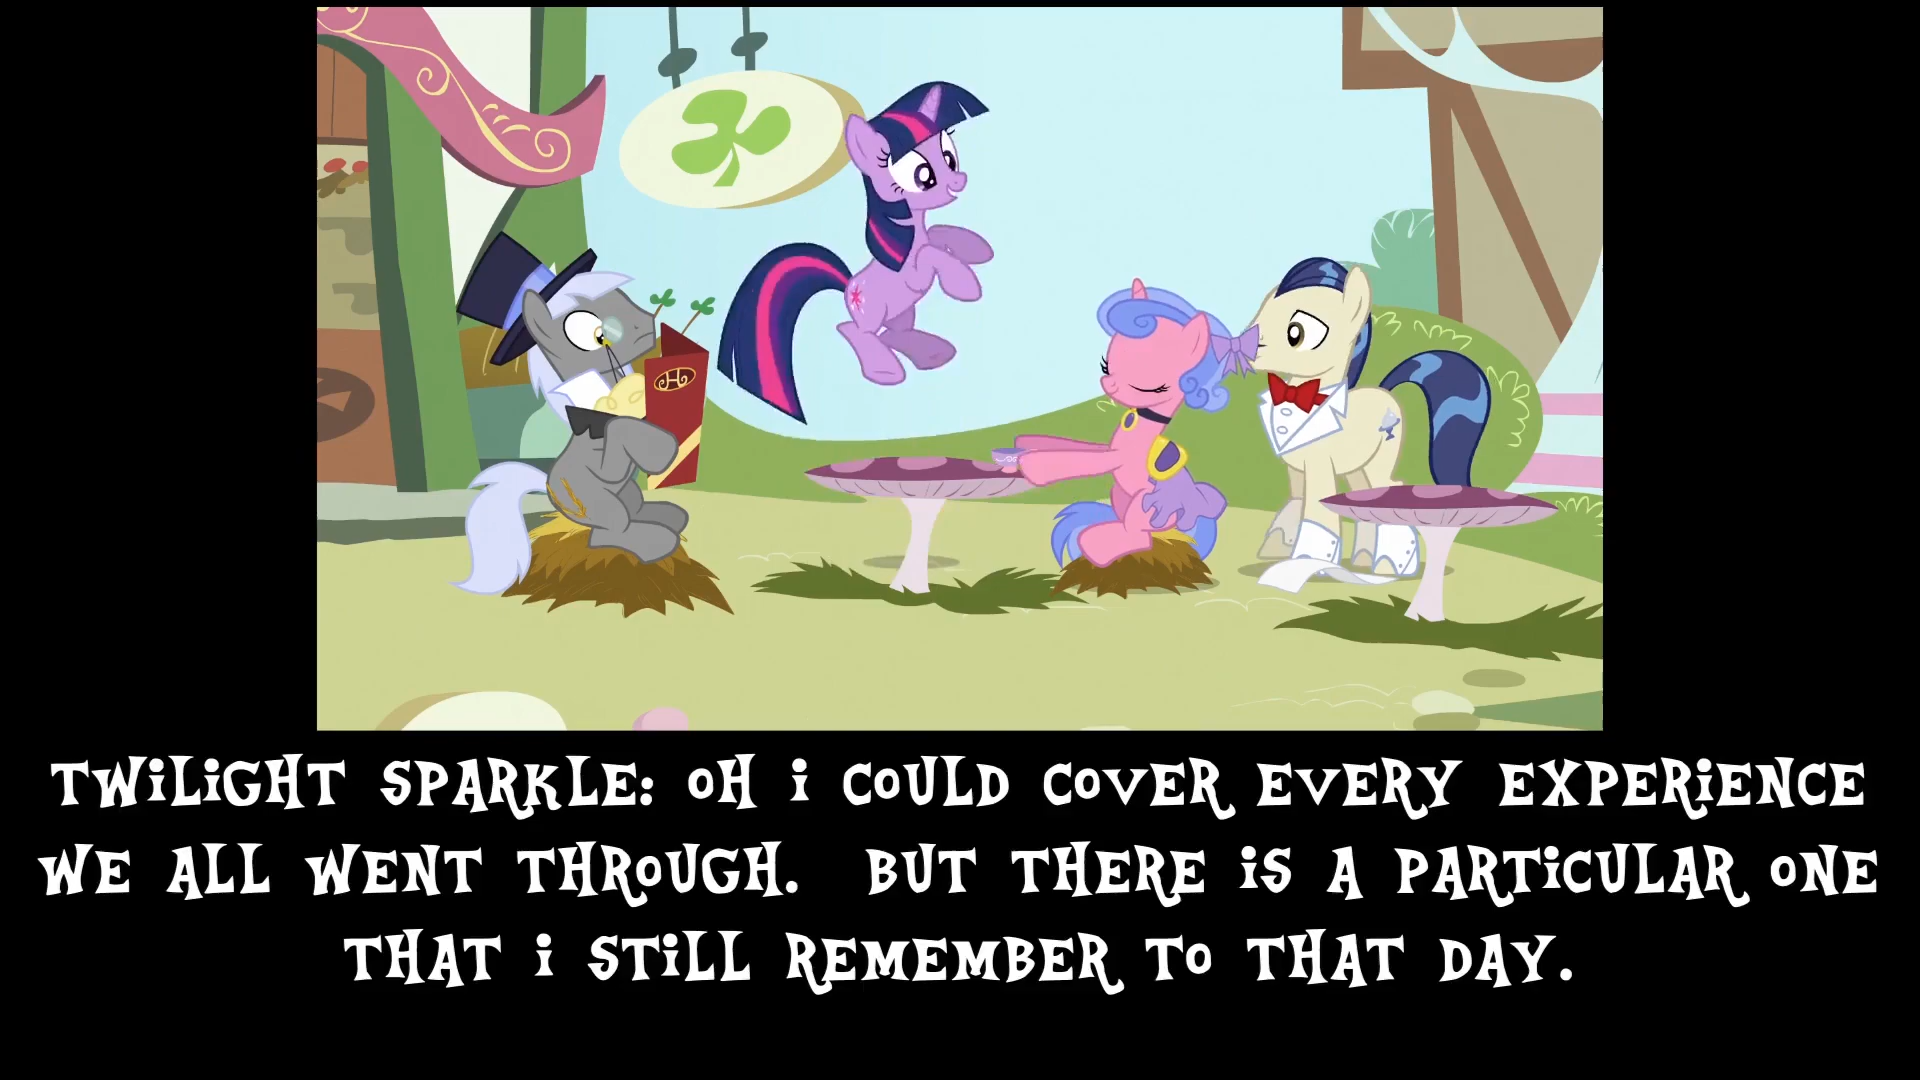 TWILIGHT SPARKLE: OH I COULD COVER EVERY EXPERIENCE
WE ALL WENT THROUGH. BUT THERE IS A PARTICULAR ONE
THAT I STILL REMEMBER TO THAT DAY.